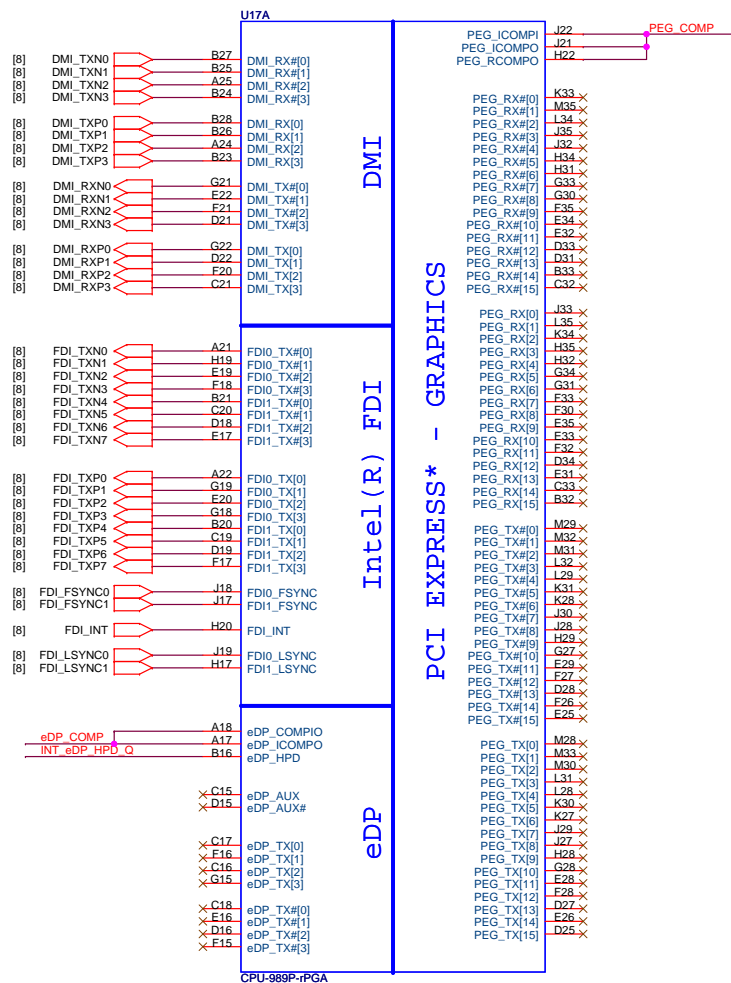 U17A
PEG_ICOMPI J22 PEG_COMP
PEG_ICOMPO J21
PEG_RCOMPO H22
[8] DMI_TXN0 B27 DMI_RX#[0]
[8] DMI_TXN1 B25 DMI_RX#[1]
[8] DMI_TXN2 A25 DMI_RX#[2]
[8] DMI_TXN3 B24 DMI_RX#[3]
[8] DMI_TXP0 B28 DMI_RX[0]
[8] DMI_TXP1 B26 DMI_RX[1]
[8] DMI_TXP2 A24 DMI_RX[2]
[8] DMI_TXP3 B23 DMI_RX[3]
[8] DMI_RXN0 G21 DMI_TX#[0]
[8] DMI_RXN1 E22 DMI_TX#[1]
[8] DMI_RXN2 F21 DMI_TX#[2]
[8] DMI_RXN3 D21 DMI_TX#[3]
[8] DMI_RXP0 G22 DMI_TX[0]
[8] DMI_RXP1 D22 DMI_TX[1]
[8] DMI_RXP2 F20 DMI_TX[2]
[8] DMI_RXP3 C21 DMI_TX[3]
DMI
[8] FDI_TXN0 A21 FDI0_TX#[0]
[8] FDI_TXN1 H19 FDI0_TX#[1]
[8] FDI_TXN2 E19 FDI0_TX#[2]
[8] FDI_TXN3 F18 FDI0_TX#[3]
[8] FDI_TXN4 B21 FDI1_TX#[0]
[8] FDI_TXN5 C20 FDI1_TX#[1]
[8] FDI_TXN6 D18 FDI1_TX#[2]
[8] FDI_TXN7 E17 FDI1_TX#[3]
[8] FDI_TXP0 A22 FDI0_TX[0]
[8] FDI_TXP1 G19 FDI0_TX[1]
[8] FDI_TXP2 E20 FDI0_TX[2]
[8] FDI_TXP3 G18 FDI0_TX[3]
[8] FDI_TXP4 B20 FDI1_TX[0]
[8] FDI_TXP5 C19 FDI1_TX[1]
[8] FDI_TXP6 D19 FDI1_TX[2]
[8] FDI_TXP7 F17 FDI1_TX[3]
[8] FDI_FSYNC0 J18 FDI0_FSYNC
[8] FDI_FSYNC1 J17 FDI1_FSYNC
[8] FDI_INT H20 FDI_INT
[8] FDI_LSYNC0 J19 FDI0_LSYNC
[8] FDI_LSYNC1 H17 FDI1_LSYNC
Intel(R) FDI
A18 eDP_COMPIO
eDP_COMP A17 eDP_ICOMPO
INT_eDP_HPD_Q B16 eDP_HPD
C15 eDP_AUX
D15 eDP_AUX#
C17 eDP_TX[0]
F16 eDP_TX[1]
C16 eDP_TX[2]
G15 eDP_TX[3]
C18 eDP_TX#[0]
E16 eDP_TX#[1]
D16 eDP_TX#[2]
F15 eDP_TX#[3]
eDP
PCI EXPRESS* - GRAPHICS
PEG_RX#[0] K33
PEG_RX#[1] M35
PEG_RX#[2] L34
PEG_RX#[3] J35
PEG_RX#[4] J32
PEG_RX#[5] H34
PEG_RX#[6] H31
PEG_RX#[7] G33
PEG_RX#[8] G30
PEG_RX#[9] F35
PEG_RX#[10] E34
PEG_RX#[11] E32
PEG_RX#[12] D33
PEG_RX#[13] D31
PEG_RX#[14] B33
PEG_RX#[15] C32
PEG_RX[0] J33
PEG_RX[1] L35
PEG_RX[2] K34
PEG_RX[3] H35
PEG_RX[4] H32
PEG_RX[5] G34
PEG_RX[6] G31
PEG_RX[7] F33
PEG_RX[8] F30
PEG_RX[9] E35
PEG_RX[10] E33
PEG_RX[11] F32
PEG_RX[12] D34
PEG_RX[13] E31
PEG_RX[14] C33
PEG_RX[15] B32
PEG_TX#[0] M29
PEG_TX#[1] M32
PEG_TX#[2] M31
PEG_TX#[3] L32
PEG_TX#[4] L29
PEG_TX#[5] K31
PEG_TX#[6] K28
PEG_TX#[7] J30
PEG_TX#[8] J28
PEG_TX#[9] H29
PEG_TX#[10] G27
PEG_TX#[11] E29
PEG_TX#[12] F27
PEG_TX#[13] D28
PEG_TX#[14] F26
PEG_TX#[15] E25
PEG_TX[0] M28
PEG_TX[1] M33
PEG_TX[2] M30
PEG_TX[3] L31
PEG_TX[4] L28
PEG_TX[5] K30
PEG_TX[6] K27
PEG_TX[7] J29
PEG_TX[8] J27
PEG_TX[9] H28
PEG_TX[10] G28
PEG_TX[11] E28
PEG_TX[12] F28
PEG_TX[13] D27
PEG_TX[14] E26
PEG_TX[15] D25
CPU-989P-rPGA